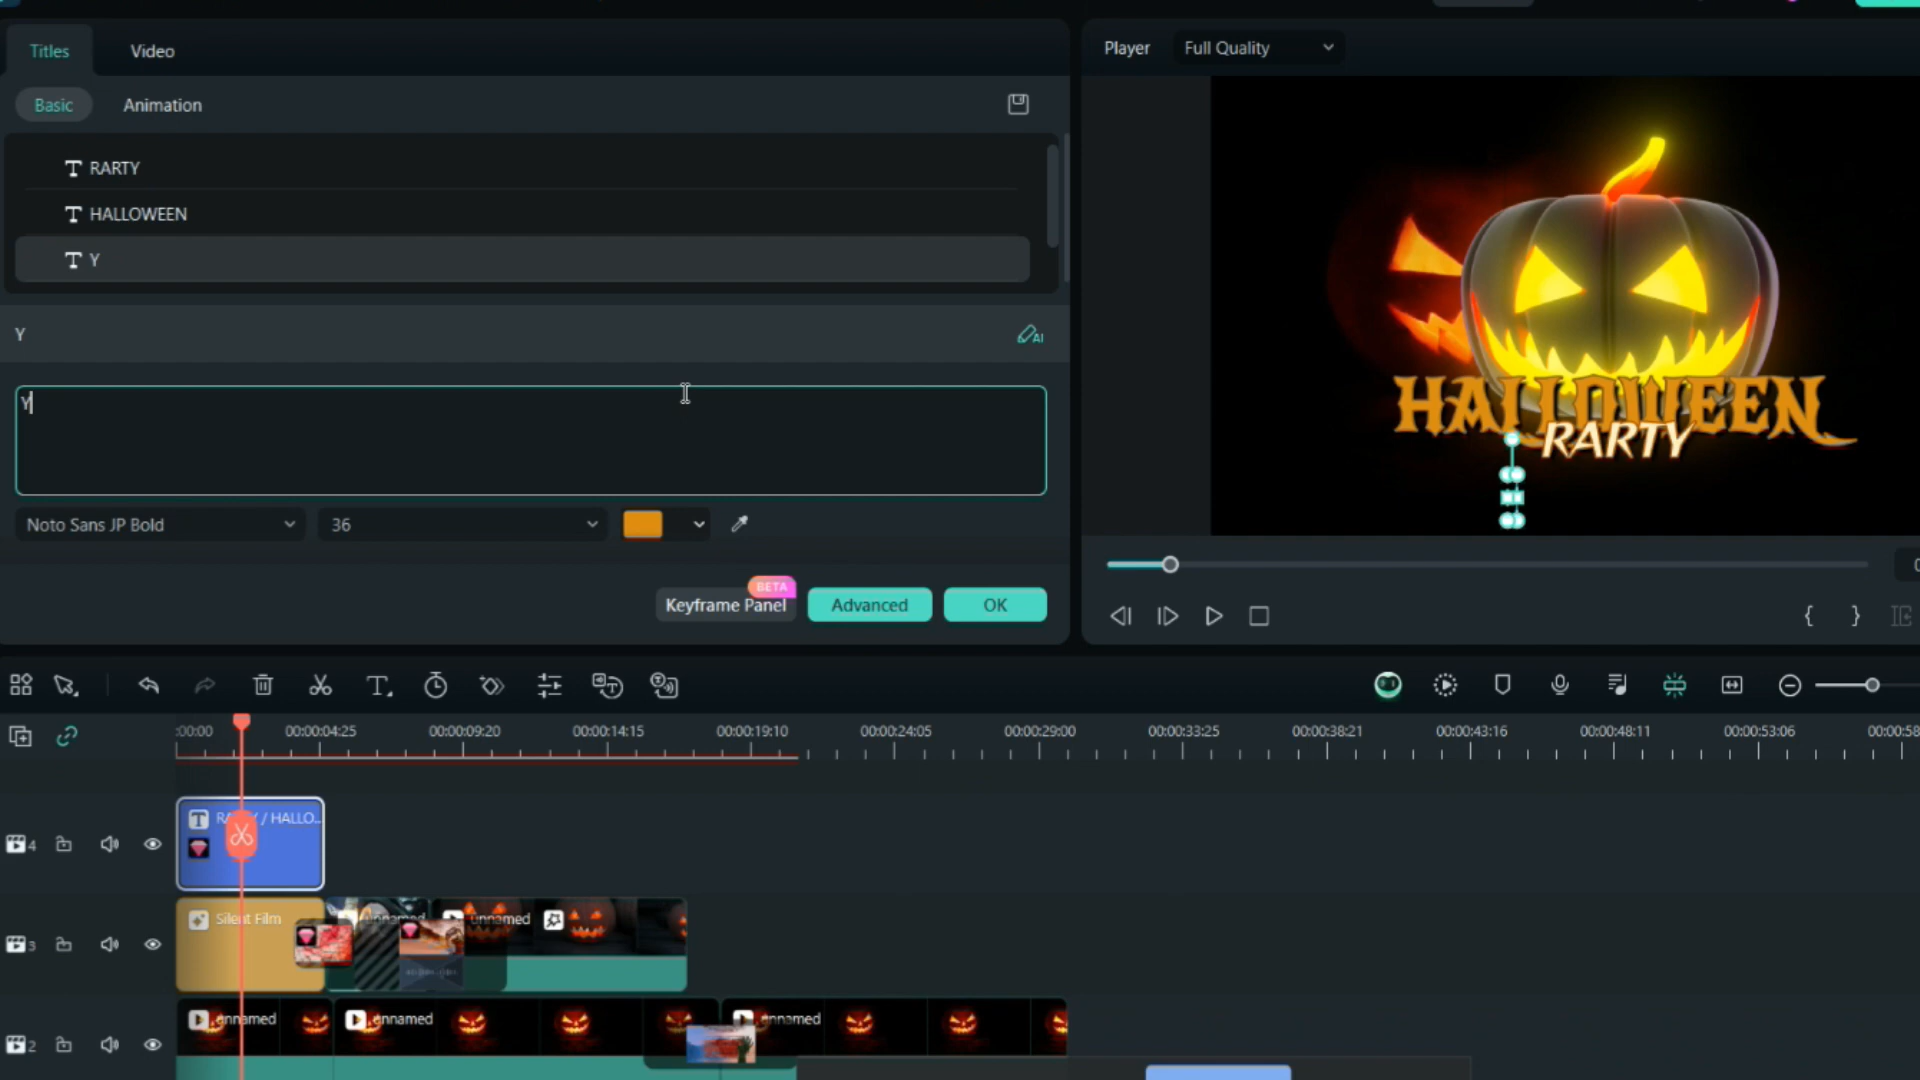 Titles
Video
Player
Full Quality
Basic
Animation
RARTY
HALLOWEEN
Y
Y
AI
Y
Noto Sans JP Bold
36
HALLOWEEN
RARTY
BETA
Keyframe Panel
Advanced
OK
:00:00
00:00:04:25
00:00:09:20
00:00:14:15
00:00:19:10
00:00:24:05
00:00:29:00
00:00:33:25
00:00:38:21
00:00:43:16
00:00:48:11
00:00:53:06
00:00:58
/ HALLO...
4
Silent Film
unnamed
unnamed
3
unnamed
unnamed
unnamed
2